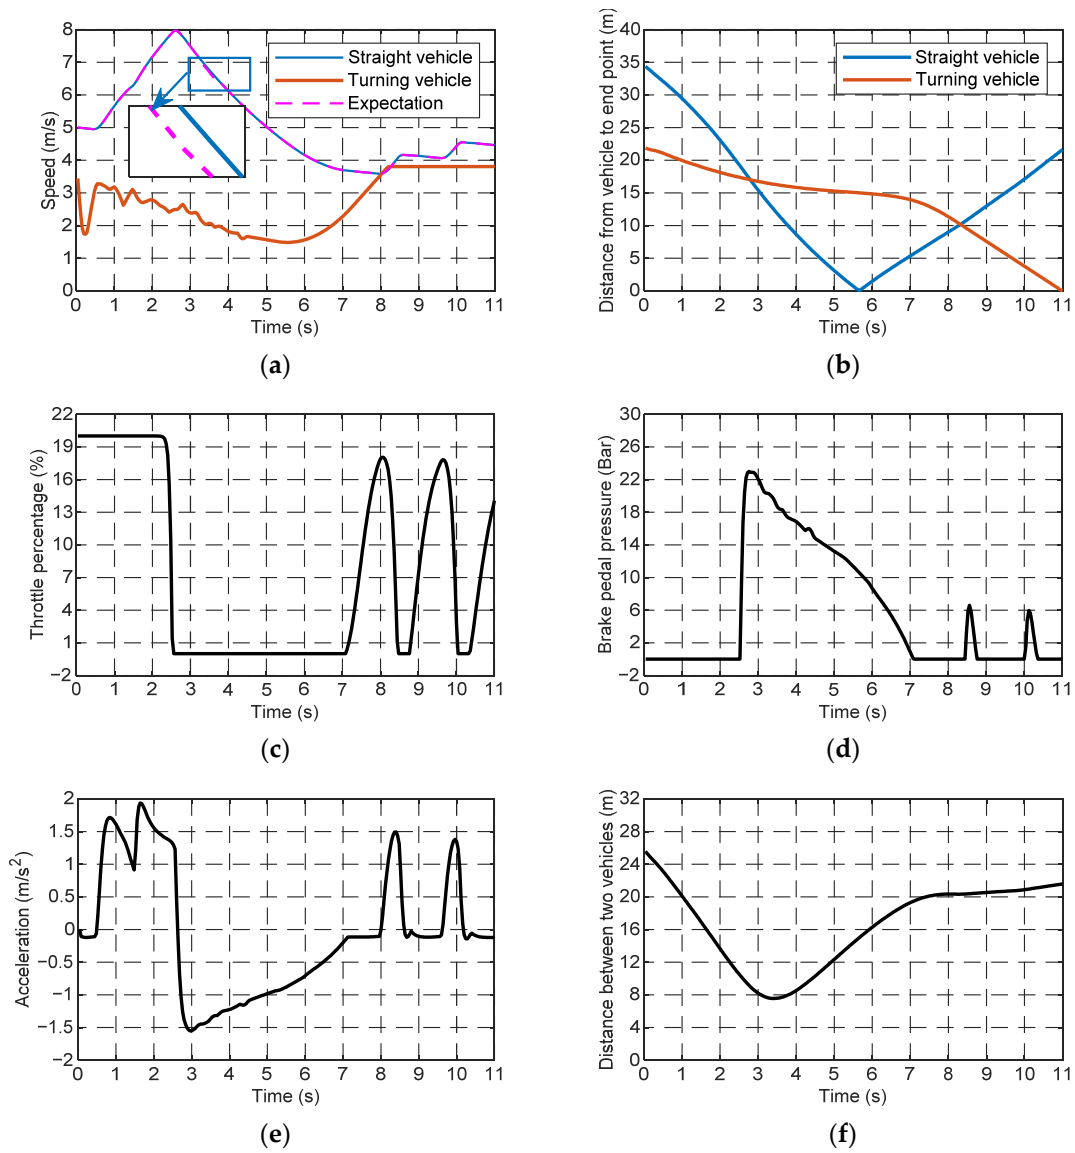 8
7
6
5
4
3
2
1
0
Speed (m/s)
Straight vehicle
Turning vehicle
Expectation
0 1 2 3 4 5 6 7 8 9 10 11
Time (s)
(a)
40
35
30
25
20
15
10
5
0
Distance from vehicle to end point (m)
Straight vehicle
Turning vehicle
0 1 2 3 4 5 6 7 8 9 10 11
Time (s)
(b)
22
19
16
13
10
7
4
1
−2
Throttle percentage (%)
0 1 2 3 4 5 6 7 8 9 10 11
Time (s)
(c)
30
26
22
18
14
10
6
2
−2
Brake pedal pressure (Bar)
0 1 2 3 4 5 6 7 8 9 10 11
Time (s)
(d)
2
1.5
1
0.5
0
−0.5
−1
−1.5
−2
Acceleration (m/s²)
0 1 2 3 4 5 6 7 8 9 10 11
Time (s)
(e)
32
28
24
20
16
12
8
4
0
Distance between two vehicles (m)
0 1 2 3 4 5 6 7 8 9 10 11
Time (s)
(f)